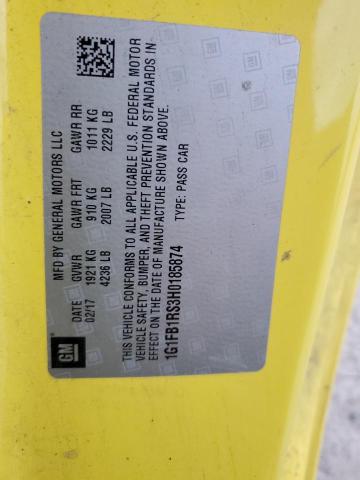 MFD BY GENERAL MOTORS LLC
DATE GVWR GAWR FRT GAWR RR
02/17 1921 KG 910 KG 1011 KG
4236 LB 2007 LB 2229 LB
THIS VEHICLE CONFORMS TO ALL APPLICABLE U.S. FEDERAL MOTOR
VEHICLE SAFETY, BUMPER, AND THEFT PREVENTION STANDARDS IN
EFFECT ON THE DATE OF MANUFACTURE SHOWN ABOVE.
1G1FB1RS3H0185874 TYPE: PASS CAR
GM